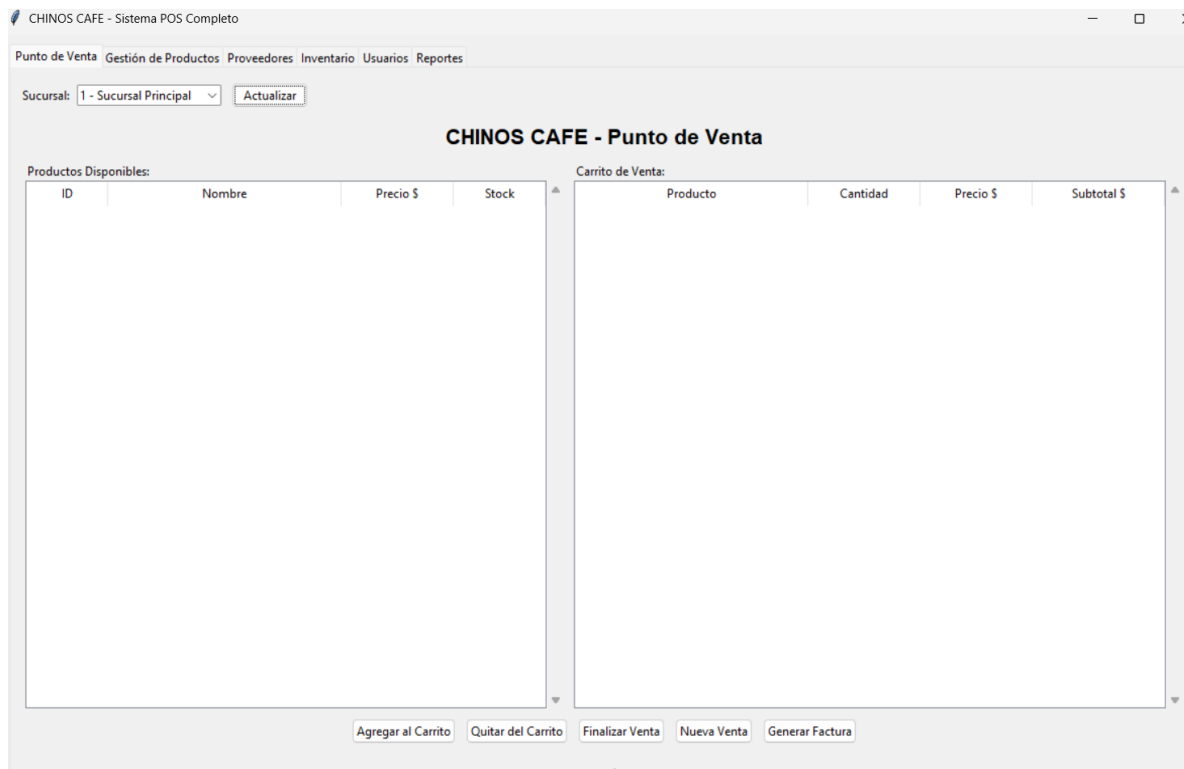 CHINOS CAFE - Sistema POS Completo
Punto de Venta Gestión de Productos Proveedores Inventario Usuarios Reportes
Sucursal: 1 - Sucursal Principal Actualizar
CHINOS CAFE - Punto de Venta
Productos Disponibles: Carrito de Venta:
ID Nombre Precio $ Stock Producto Cantidad Precio $ Subtotal $
Agregar al Carrito Quitar del Carrito Finalizar Venta Nueva Venta Generar Factura